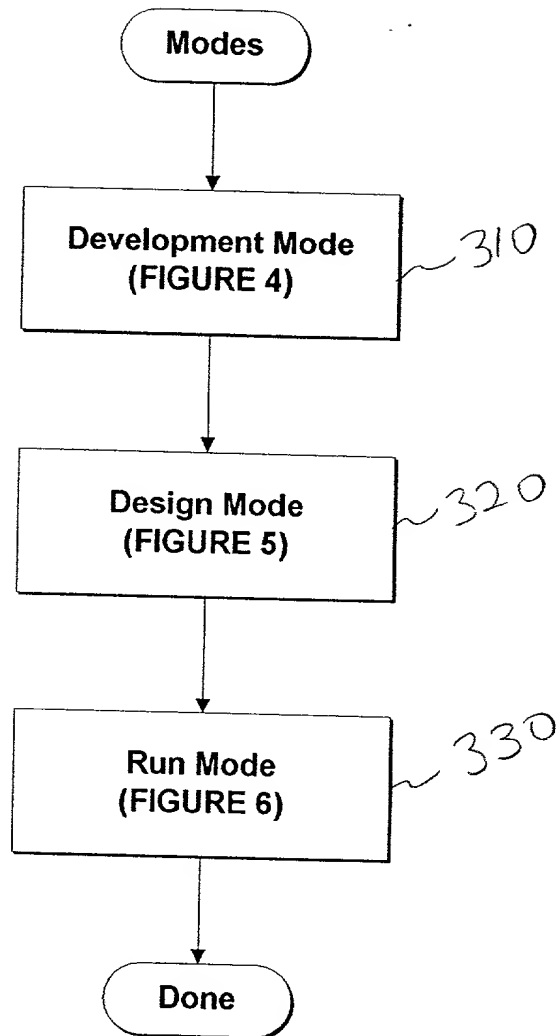 Modes
Development Mode
(FIGURE 4)
310
Design Mode
(FIGURE 5)
320
Run Mode
(FIGURE 6)
330
Done